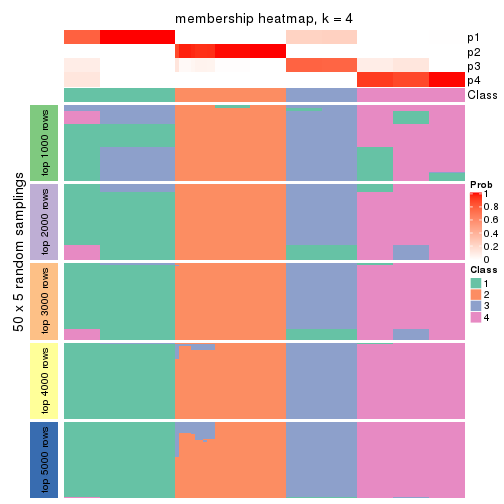 membership heatmap, k = 4
p1
p2
p3
p4
Class
50 x 5 random samplings
top 1000 rows
top 2000 rows
top 3000 rows
top 4000 rows
top 5000 rows
Prob
1
0.8
0.6
0.4
0.2
0
Class
1
2
3
4